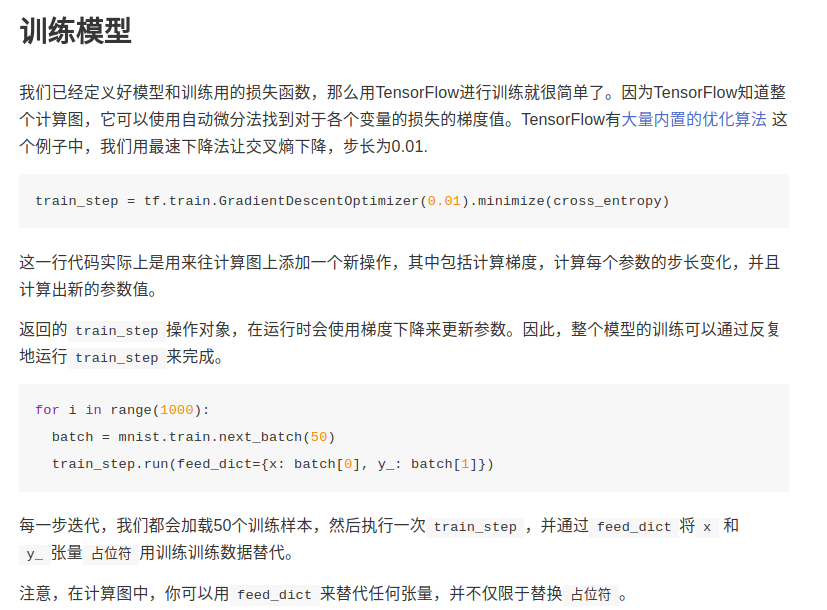 训练模型
我们已经定义好模型和训练用的损失函数，那么用TensorFlow进行训练就很简单了。因为TensorFlow知道整
个计算图，它可以使用自动微分法找到对于各个变量的损失的梯度值。TensorFlow有大量内置的优化算法 这
个例子中，我们用最速下降法让交叉熵下降，步长为0.01.
train_step = tf.train.GradientDescentOptimizer(0.01).minimize(cross_entropy)
这一行代码实际上是用来往计算图上添加一个新操作，其中包括计算梯度，计算每个参数的步长变化，并且
计算出新的参数值。
返回的 train_step 操作对象，在运行时会使用梯度下降来更新参数。因此，整个模型的训练可以通过反复
地运行 train_step 来完成。
for i in range(1000):
  batch = mnist.train.next_batch(50)
  train_step.run(feed_dict={x: batch[0], y_: batch[1]})
每一步迭代，我们都会加载50个训练样本，然后执行一次 train_step ，并通过 feed_dict 将 x 和
y_ 张量 占位符 用训练训练数据替代。
注意，在计算图中，你可以用 feed_dict 来替代任何张量，并不仅限于替换 占位符 。